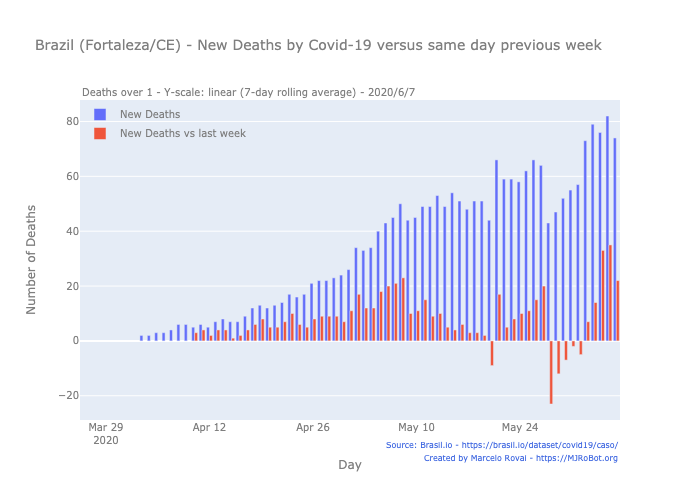 Brazil (Fortaleza/CE) - New Deaths by Covid-19 versus same day previous week
Deaths over 1 - Y-scale: linear (7-day rolling average) - 2020/6/7
New Deaths
New Deaths vs last week
80
60
40
20
0
−20
Number of Deaths
Mar 29
2020
Apr 12
Apr 26
May 10
May 24
Day
Source: Brasil.io - https://brasil.io/dataset/covid19/caso/
Created by Marcelo Rovai - https://MJRoBot.org